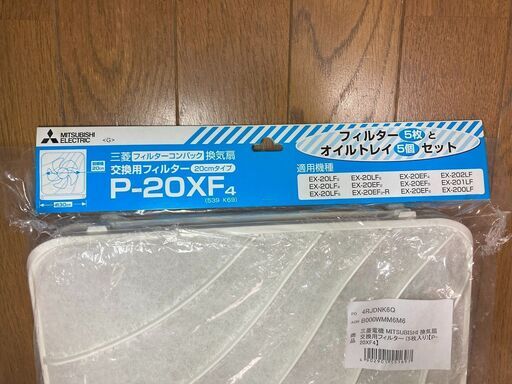 MITSUBISHI
ELECTRIC
<G>
三菱 フィルターコンパック 換気扇
交換用フィルター 20cmタイプ
P-20XF4
(539 K69)
フィルター 5枚 と
オイルトレイ 5個 セット
適用機種
EX-20LF EX-20LF EX-20EF EX-202LF
EX-20LF EX-20EF EX-20EF EX-201LF
EX-20LF EX-20EF -R EX-20EF EX-200LF
PO 4RJDNK6Q
B000WMM6M6
商品
三菱電機 MITSUBISHI 換気扇
交換用フィルター (5枚入り)【P-
20XF4】